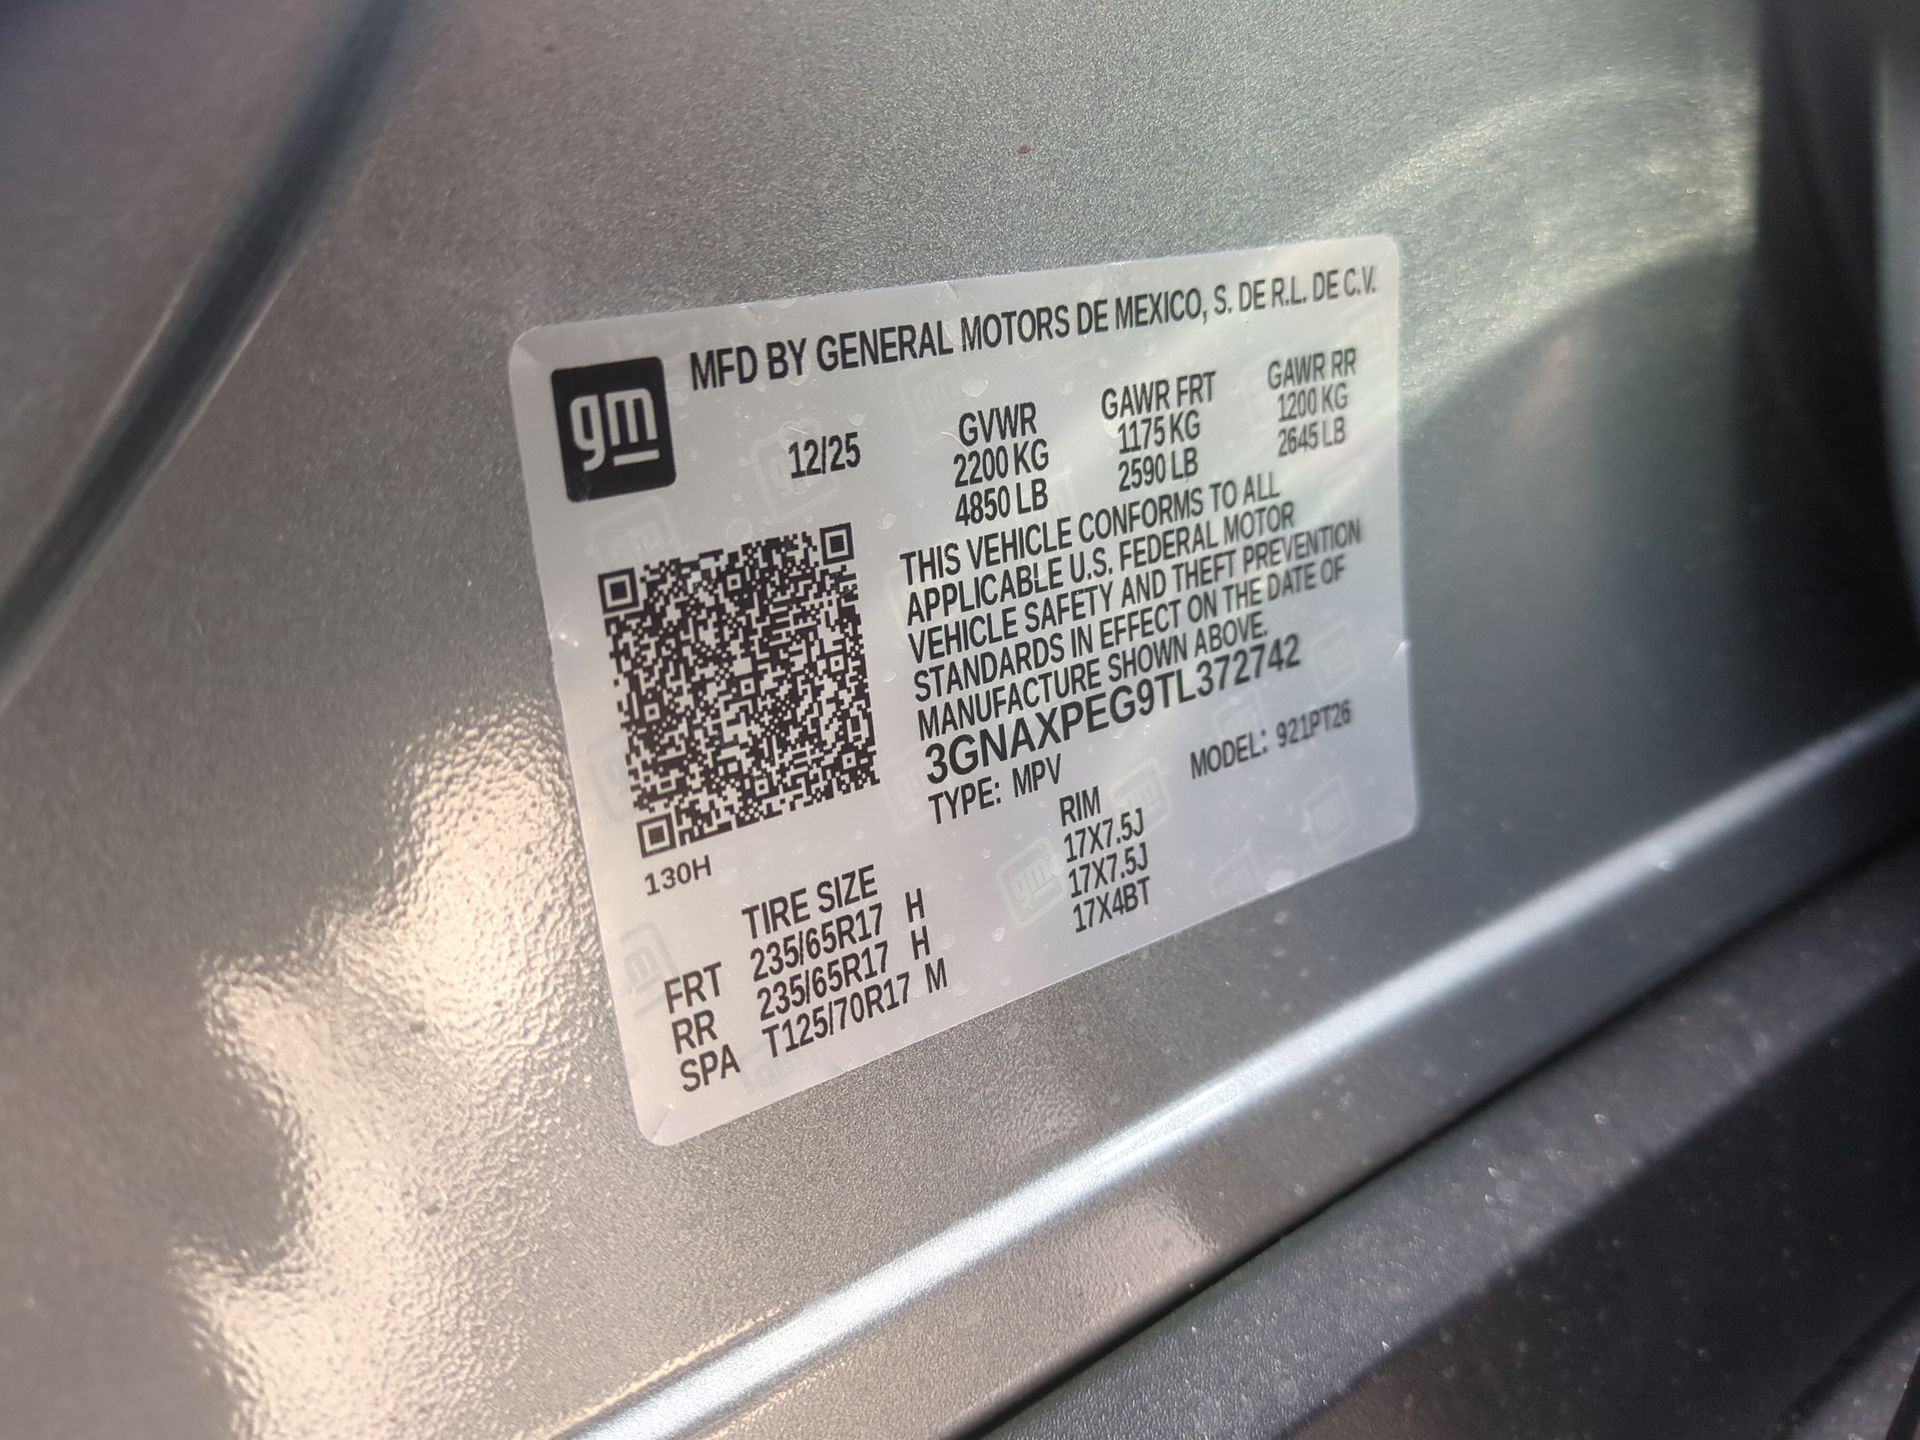 gm
MFD BY GENERAL MOTORS DE MEXICO, S. DE R.L. DE C.V.
12/25
GVWR GAWR FRT GAWR RR
2200 KG 1175 KG 1200 KG
4850 LB 2590 LB 2645 LB
THIS VEHICLE CONFORMS TO ALL
APPLICABLE U.S. FEDERAL MOTOR
VEHICLE SAFETY AND THEFT PREVENTION
STANDARDS IN EFFECT ON THE DATE OF
MANUFACTURE SHOWN ABOVE.
3GNAXPEG9TL372742
TYPE: MPV MODEL: 921PT26
130H
TIRE SIZE RIM
FRT 235/65R17 H 17X7.5J
RR 235/65R17 H 17X7.5J
SPA T125/70R17 M 17X4BT